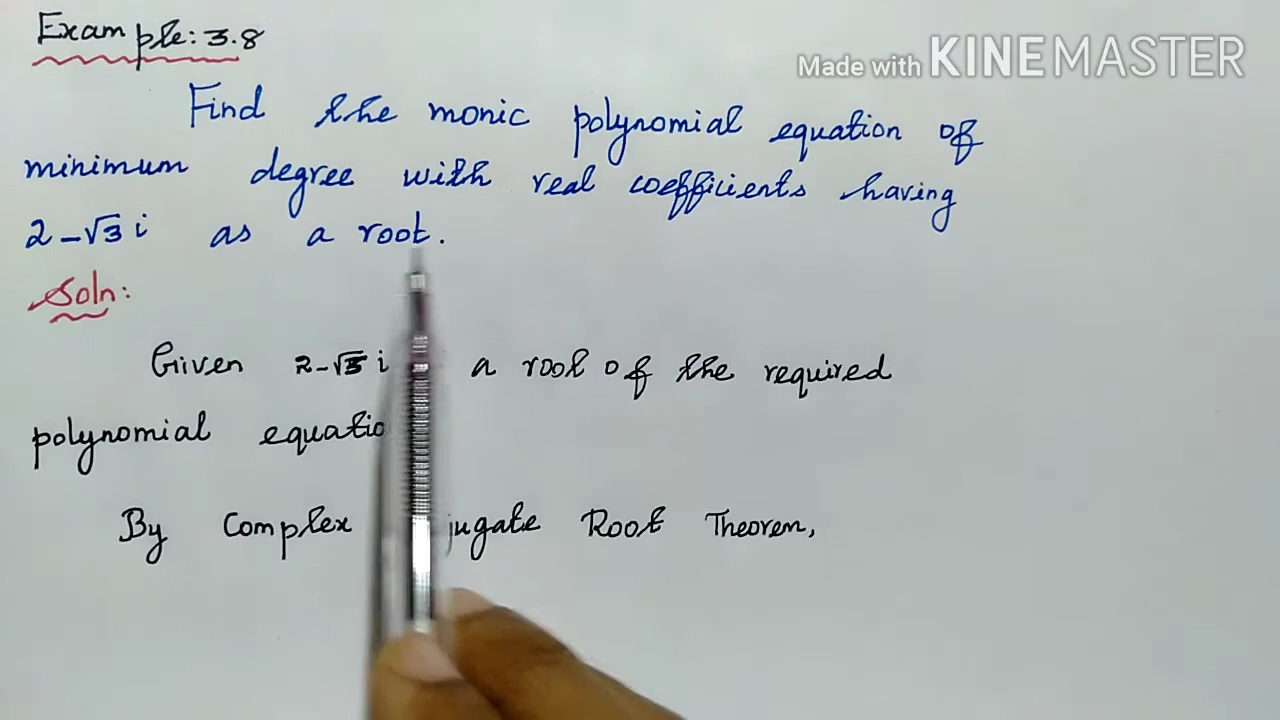 Example: 3.8
Made with KINEMASTER
Find the monic polynomial equation of
minimum degree with real coefficients having
2-√3 i as a root.
Soln:
Given 2-√3 i a root of the required
polynomial equatio
By Complex jugate Root Theorem,